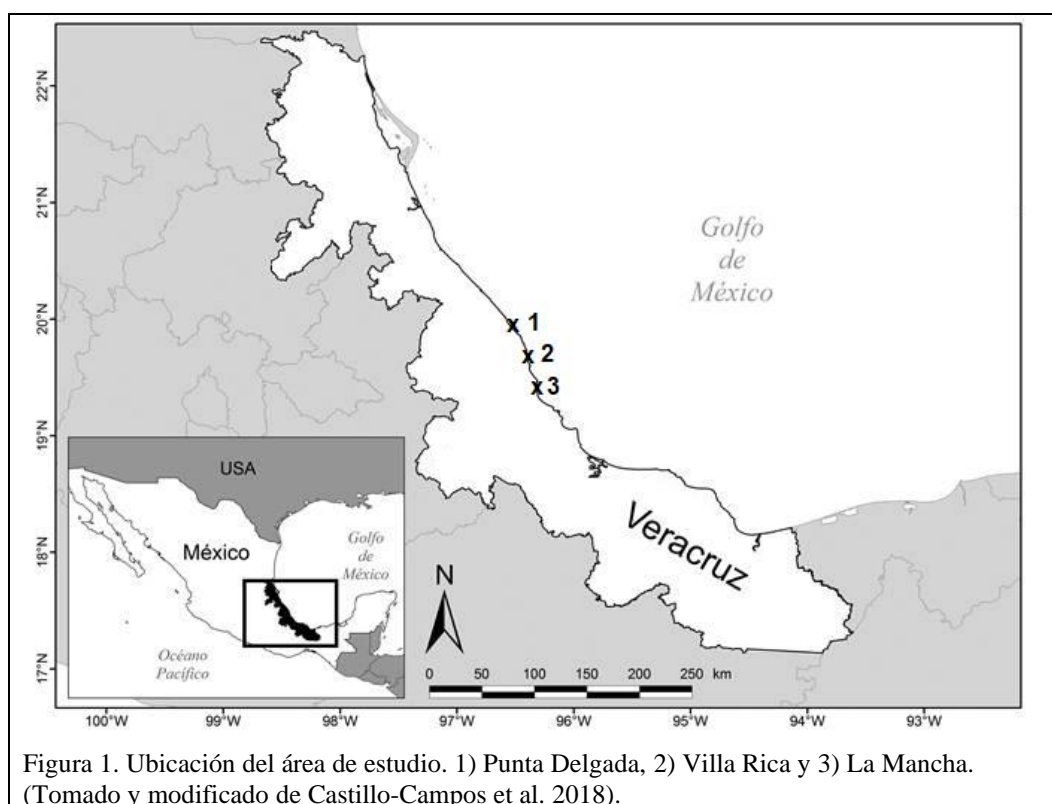 22°N
21°N
20°N
19°N
18°N
17°N
Golfo
de
México
x 1
x 2
x 3
Veracruz
USA
México
Golfo
de
México
Océano
Pacífico
N
0 50 100 150 200 250 km
100°W 99°W 98°W 97°W 96°W 95°W 94°W 93°W
Figura 1. Ubicación del área de estudio. 1) Punta Delgada, 2) Villa Rica y 3) La Mancha.
(Tomado y modificado de Castillo-Campos et al. 2018).